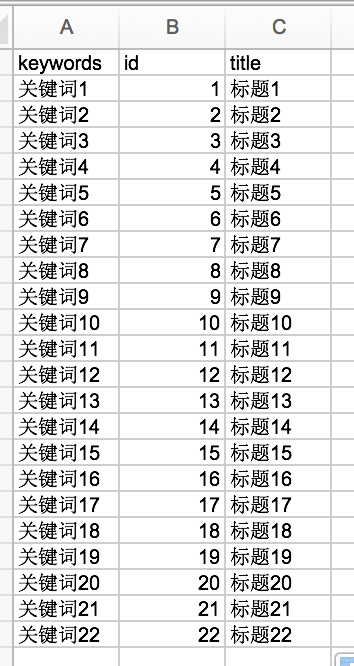 A B C
keywords id title
关键词1 1 标题1
关键词2 2 标题2
关键词3 3 标题3
关键词4 4 标题4
关键词5 5 标题5
关键词6 6 标题6
关键词7 7 标题7
关键词8 8 标题8
关键词9 9 标题9
关键词10 10 标题10
关键词11 11 标题11
关键词12 12 标题12
关键词13 13 标题13
关键词14 14 标题14
关键词15 15 标题15
关键词16 16 标题16
关键词17 17 标题17
关键词18 18 标题18
关键词19 19 标题19
关键词20 20 标题20
关键词21 21 标题21
关键词22 22 标题22